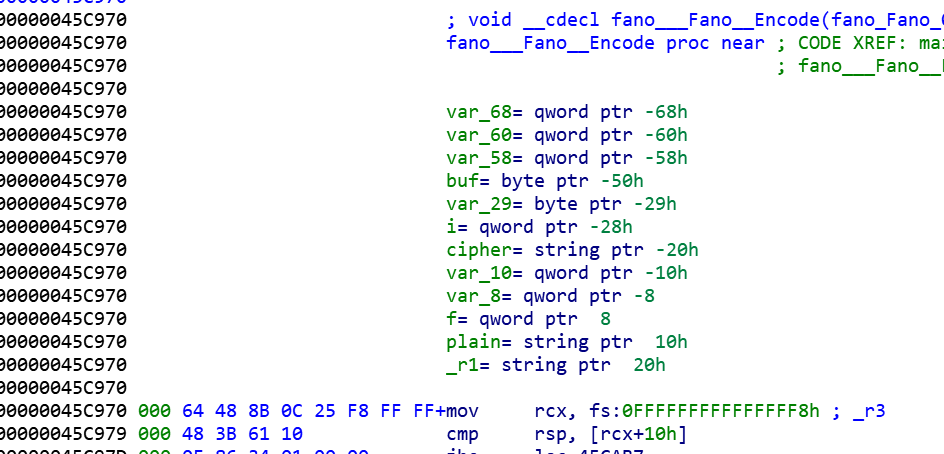 00000045C970 ; void __cdecl fano___Fano__Encode(fano_Fano_
00000045C970 fano___Fano__Encode proc near ; CODE XREF: mai
00000045C970 ; fano___Fano__
00000045C970
00000045C970 var_68= qword ptr -68h
00000045C970 var_60= qword ptr -60h
00000045C970 var_58= qword ptr -58h
00000045C970 buf= byte ptr -50h
00000045C970 var_29= byte ptr -29h
00000045C970 i= qword ptr -28h
00000045C970 cipher= string ptr -20h
00000045C970 var_10= qword ptr -10h
00000045C970 var_8= qword ptr -8
00000045C970 f= qword ptr  8
00000045C970 plain= string ptr  10h
00000045C970 _r1= string ptr  20h
00000045C970
00000045C970 000 64 48 8B 0C 25 F8 FF FF+mov rcx, fs:0FFFFFFFFFFFFFFF8h ; _r3
00000045C979 000 48 3B 61 10 cmp rsp, [rcx+10h]